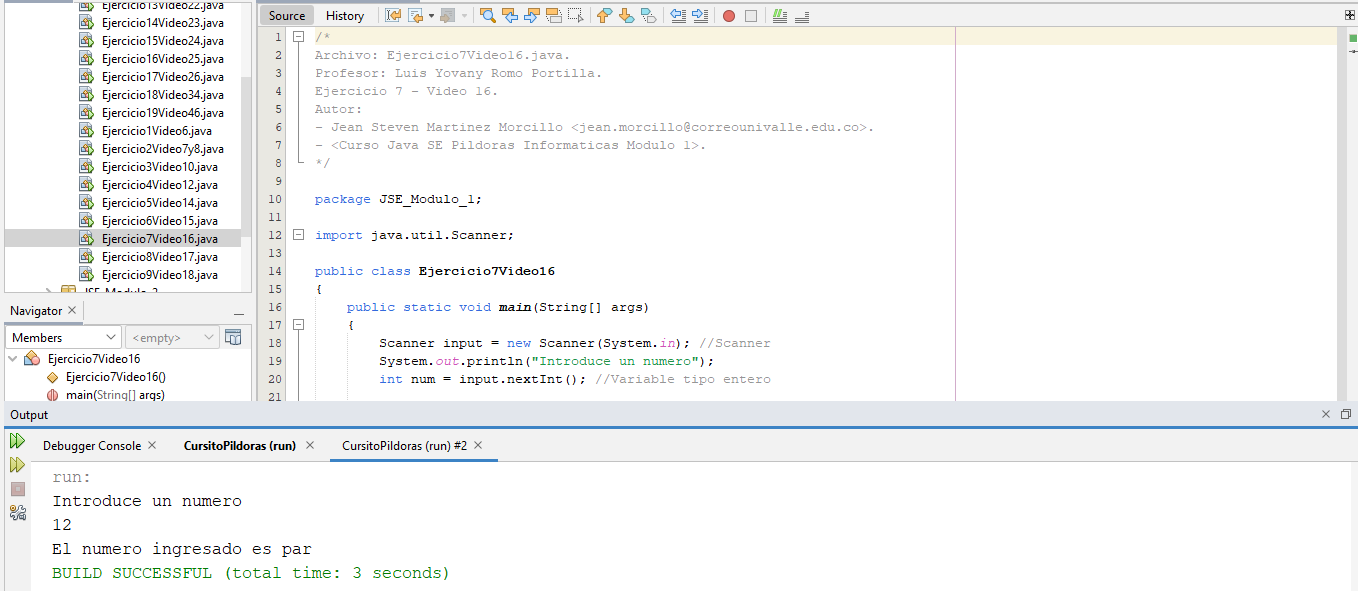 Ejercicio13Video22.java
Ejercicio14Video23.java
Ejercicio15Video24.java
Ejercicio16Video25.java
Ejercicio17Video26.java
Ejercicio18Video34.java
Ejercicio19Video46.java
Ejercicio1Video6.java
Ejercicio2Video7y8.java
Ejercicio3Video10.java
Ejercicio4Video12.java
Ejercicio5Video14.java
Ejercicio6Video15.java
Ejercicio7Video16.java
Ejercicio8Video17.java
Ejercicio9Video18.java
JSE_Modulo_2
Navigator
Members <empty>
Ejercicio7Video16
Ejercicio7Video16()
main(String[] args)
Source History
1 /*
2 Archivo: Ejercicio7Video16.java.
3 Profesor: Luis Yovany Romo Portilla.
4 Ejercicio 7 - Video 16.
5 Autor:
6 - Jean Steven Martinez Morcillo <jean.morcillo@correounivalle.edu.co>.
7 - <Curso Java SE Pildoras Informaticas Modulo 1>.
8 */
9
10 package JSE_Modulo_1;
11
12 import java.util.Scanner;
13
14 public class Ejercicio7Video16
15 {
16 public static void main(String[] args)
17 {
18 Scanner input = new Scanner(System.in); //Scanner
19 System.out.println("Introduce un numero");
20 int num = input.nextInt(); //Variable tipo entero
21
Output
Debugger Console CursitoPildoras (run) CursitoPildoras (run) #2
run:
Introduce un numero
12
El numero ingresado es par
BUILD SUCCESSFUL (total time: 3 seconds)